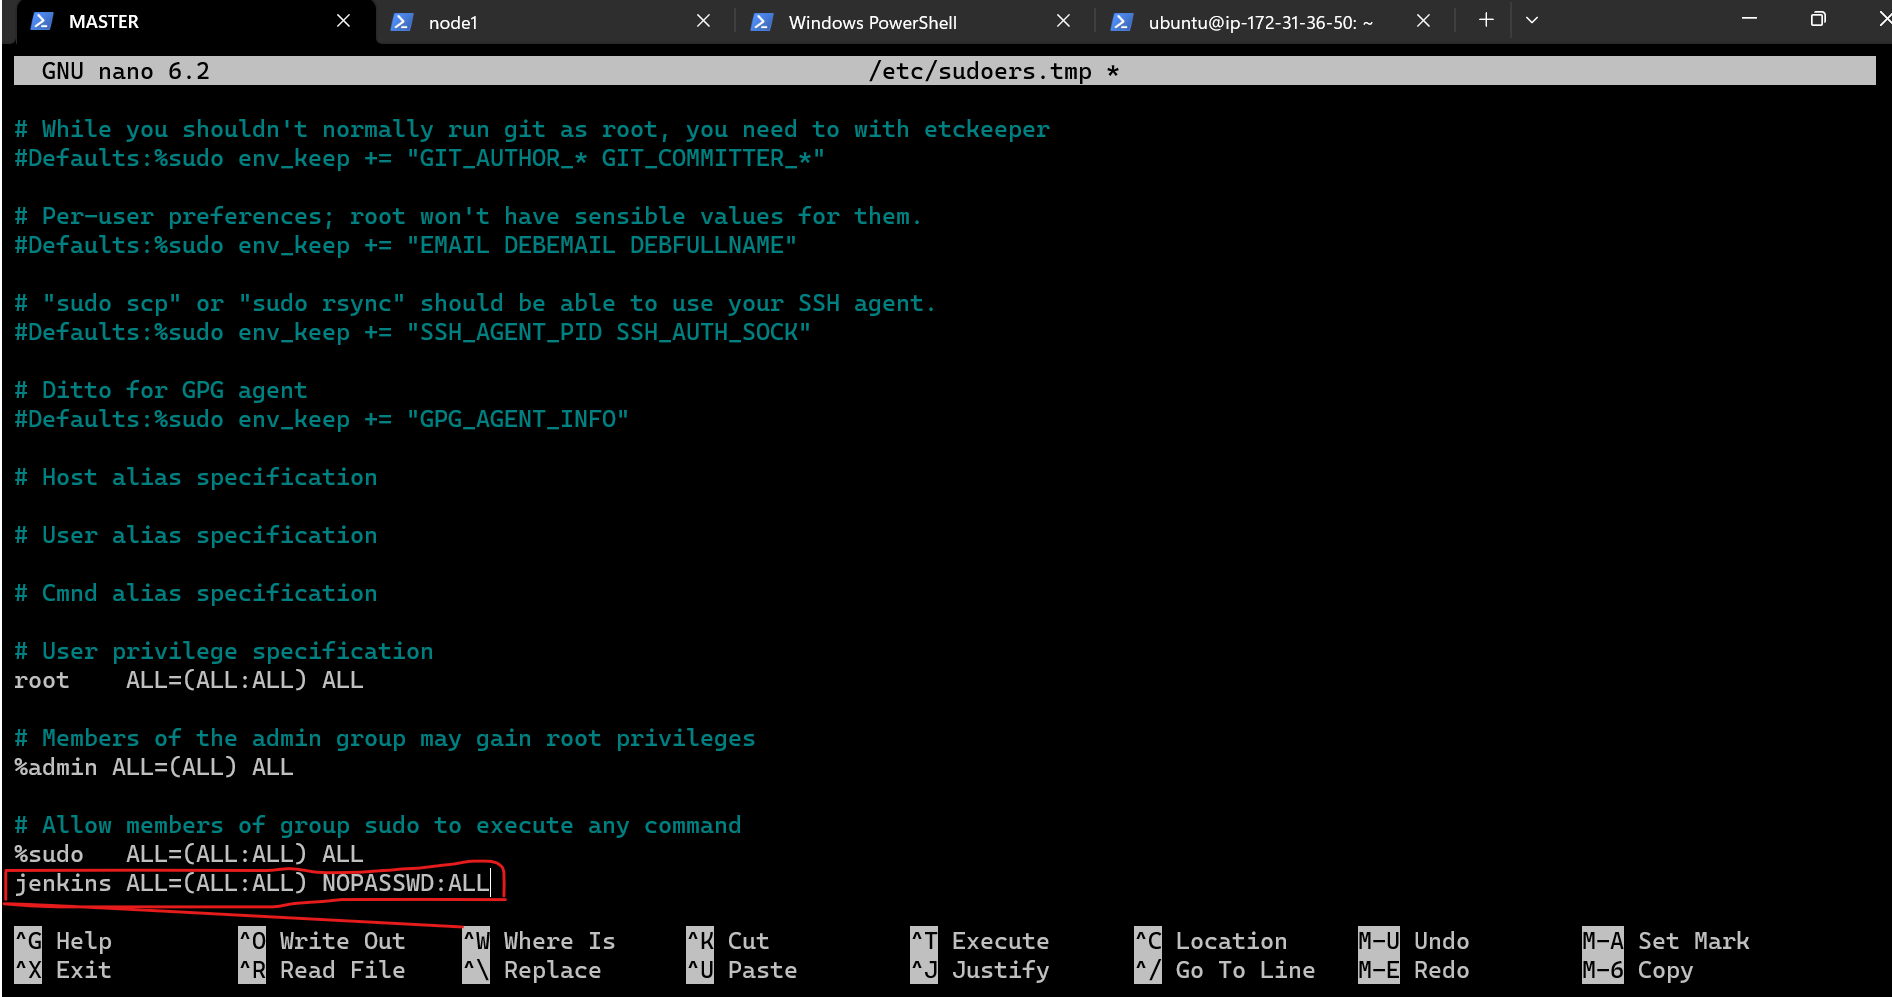 MASTER node1 Windows PowerShell ubuntu@ip-172-31-36-50: ~
GNU nano 6.2 /etc/sudoers.tmp *
# While you shouldn't normally run git as root, you need to with etckeeper
#Defaults:%sudo env_keep += "GIT_AUTHOR_* GIT_COMMITTER_*"
# Per-user preferences; root won't have sensible values for them.
#Defaults:%sudo env_keep += "EMAIL DEBEMAIL DEBFULLNAME"
# "sudo scp" or "sudo rsync" should be able to use your SSH agent.
#Defaults:%sudo env_keep += "SSH_AGENT_PID SSH_AUTH_SOCK"
# Ditto for GPG agent
#Defaults:%sudo env_keep += "GPG_AGENT_INFO"
# Host alias specification
# User alias specification
# Cmnd alias specification
# User privilege specification
root    ALL=(ALL:ALL) ALL
# Members of the admin group may gain root privileges
%admin ALL=(ALL) ALL
# Allow members of group sudo to execute any command
%sudo   ALL=(ALL:ALL) ALL
jenkins ALL=(ALL:ALL) NOPASSWD:ALL
^G Help ^O Write Out ^W Where Is ^K Cut ^T Execute ^C Location M-U Undo M-A Set Mark
^X Exit ^R Read File ^\ Replace ^U Paste ^J Justify ^/ Go To Line M-E Redo M-6 Copy